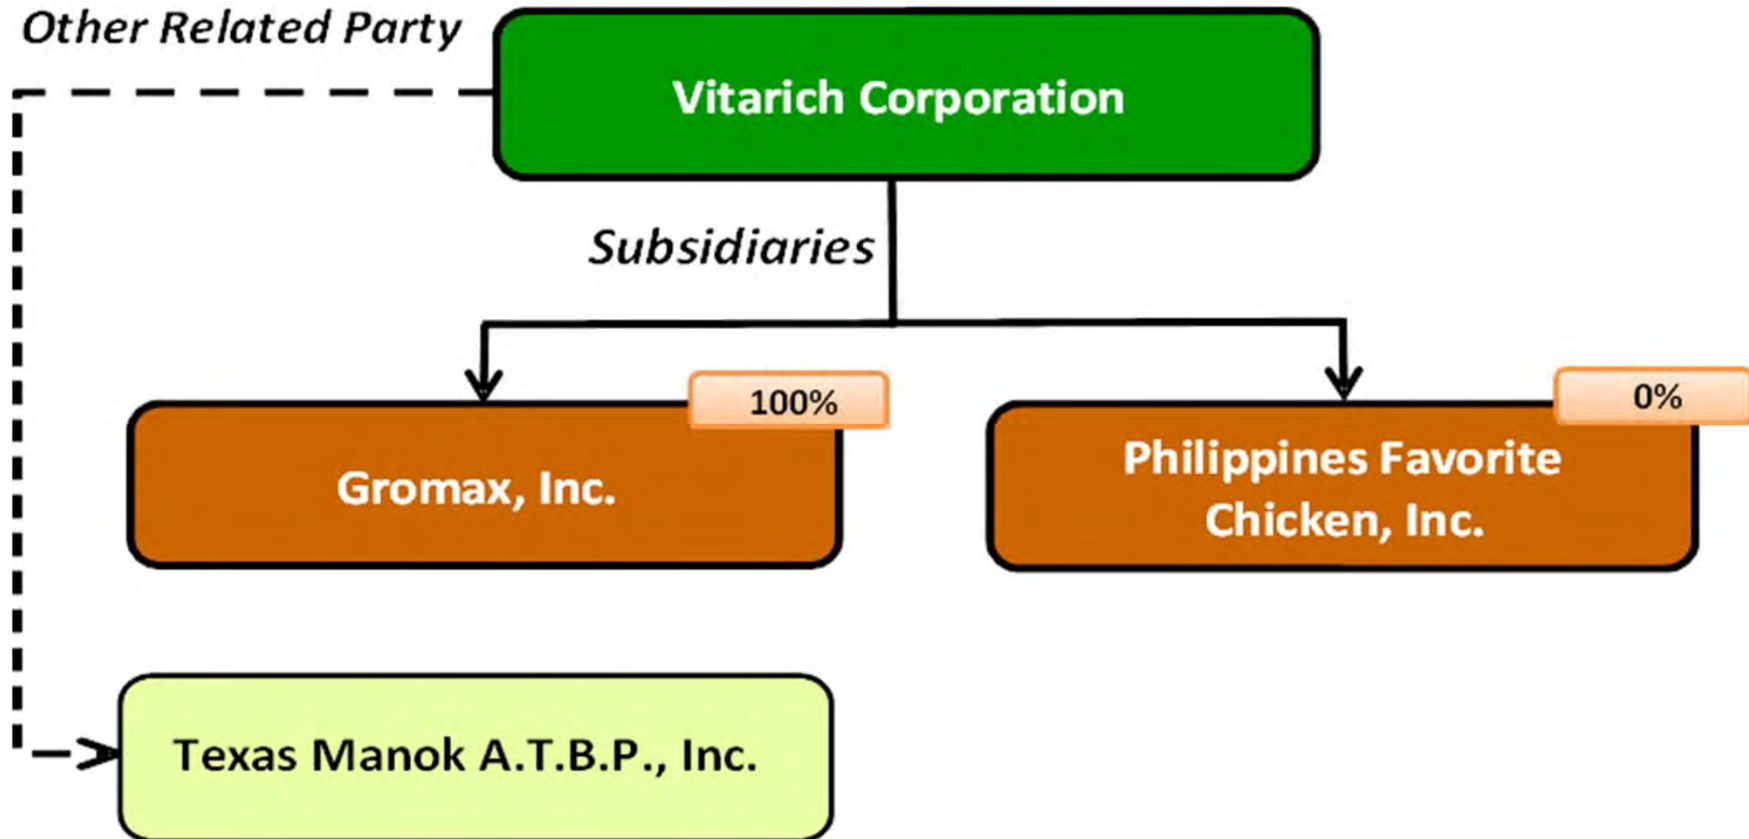 Other Related Party
Vitarich Corporation
Subsidiaries
100%
0%
Gromax, Inc.
Philippines Favorite
Chicken, Inc.
Texas Manok A.T.B.P., Inc.